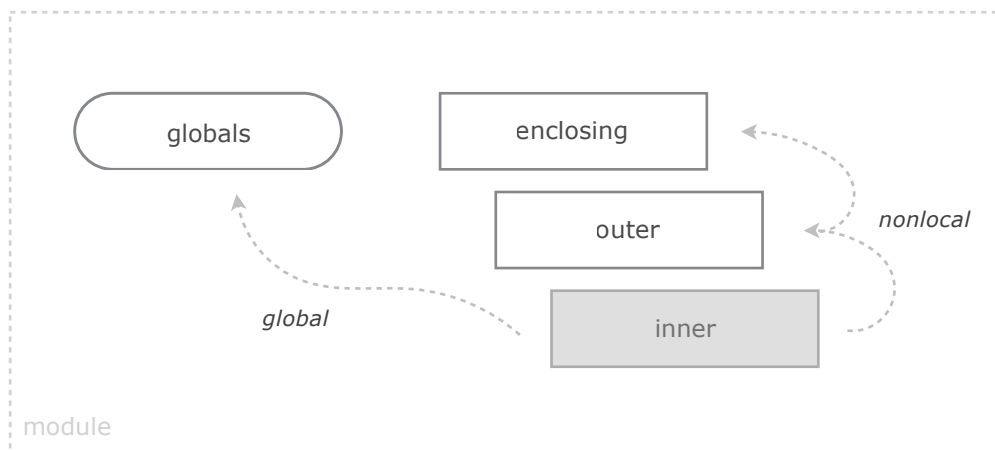 globals
enclosing
outer
nonlocal
global
inner
module